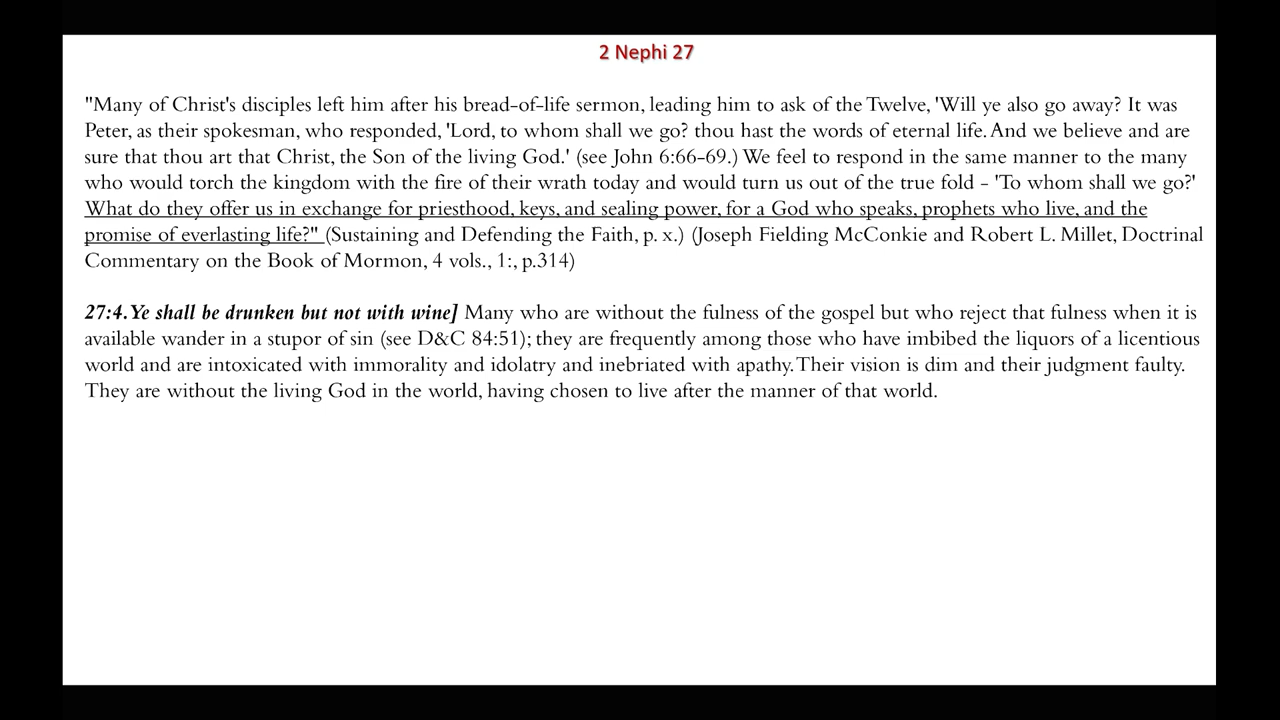 2 Nephi 27
"Many of Christ's disciples left him after his bread-of-life sermon, leading him to ask of the Twelve, 'Will ye also go away? It was
Peter, as their spokesman, who responded, 'Lord, to whom shall we go? thou hast the words of eternal life. And we believe and are
sure that thou art that Christ, the Son of the living God.' (see John 6:66-69.) We feel to respond in the same manner to the many
who would torch the kingdom with the fire of their wrath today and would turn us out of the true fold - 'To whom shall we go?'
What do they offer us in exchange for priesthood, keys, and sealing power, for a God who speaks, prophets who live, and the
promise of everlasting life?" (Sustaining and Defending the Faith, p. x.) (Joseph Fielding McConkie and Robert L. Millet, Doctrinal
Commentary on the Book of Mormon, 4 vols., 1:, p.314)
27:4. Ye shall be drunken but not with wine] Many who are without the fulness of the gospel but who reject that fulness when it is
available wander in a stupor of sin (see D&C 84:51); they are frequently among those who have imbibed the liquors of a licentious
world and are intoxicated with immorality and idolatry and inebriated with apathy. Their vision is dim and their judgment faulty.
They are without the living God in the world, having chosen to live after the manner of that world.